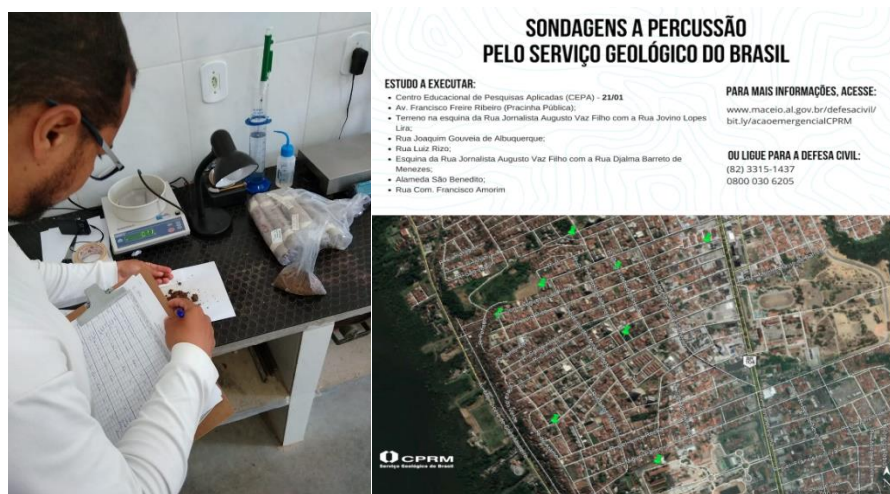 SONDAGENS A PERCUSSÃO
PELO SERVIÇO GEOLÓGICO DO BRASIL
ESTUDO A EXECUTAR:
• Centro Educacional de Pesquisas Aplicadas (CEPA) - 21/01
• Av. Francisco Freire Ribeiro (Pracinha Pública);
• Terreno na esquina da Rua Jornalista Augusto Vaz Filho com a Rua Jovino Lopes
Lira;
• Rua Joaquim Gouveia de Albuquerque;
• Rua Luiz Rizo;
• Esquina da Rua Jornalista Augusto Vaz Filho com a Rua Djalma Barreto de
Menezes;
• Alameda São Benedito;
• Rua Com. Francisco Amorim
PARA MAIS INFORMAÇÕES, ACESSE:
www.maceio.al.gov.br/defesacivil/
bit.ly/acaoemergencialCPRM
OU LIGUE PARA A DEFESA CIVIL:
(82) 3315-1437
0800 030 6205
CPRM
Serviço Geológico do Brasil